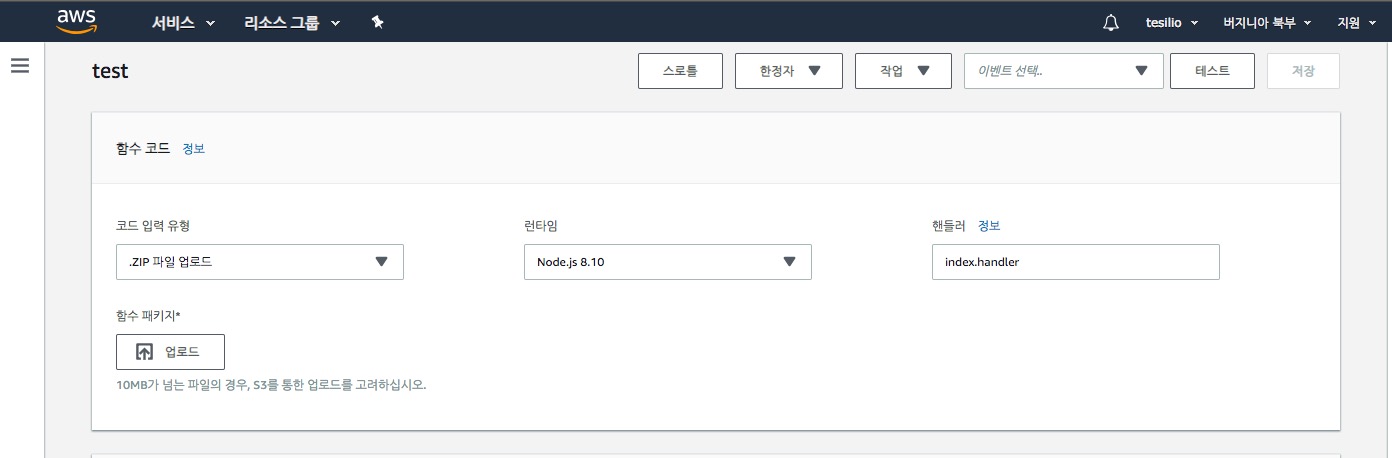 aws 서비스 리소스 그룹 tesilio 버지니아 북부 지원
test 스로틀 한정자 작업 이벤트 선택.. 테스트 저장
함수 코드 정보
코드 입력 유형 런타임 핸들러 정보
.ZIP 파일 업로드 Node.js 8.10 index.handler
함수 패키지*
업로드
10MB가 넘는 파일의 경우, S3를 통한 업로드를 고려하십시오.